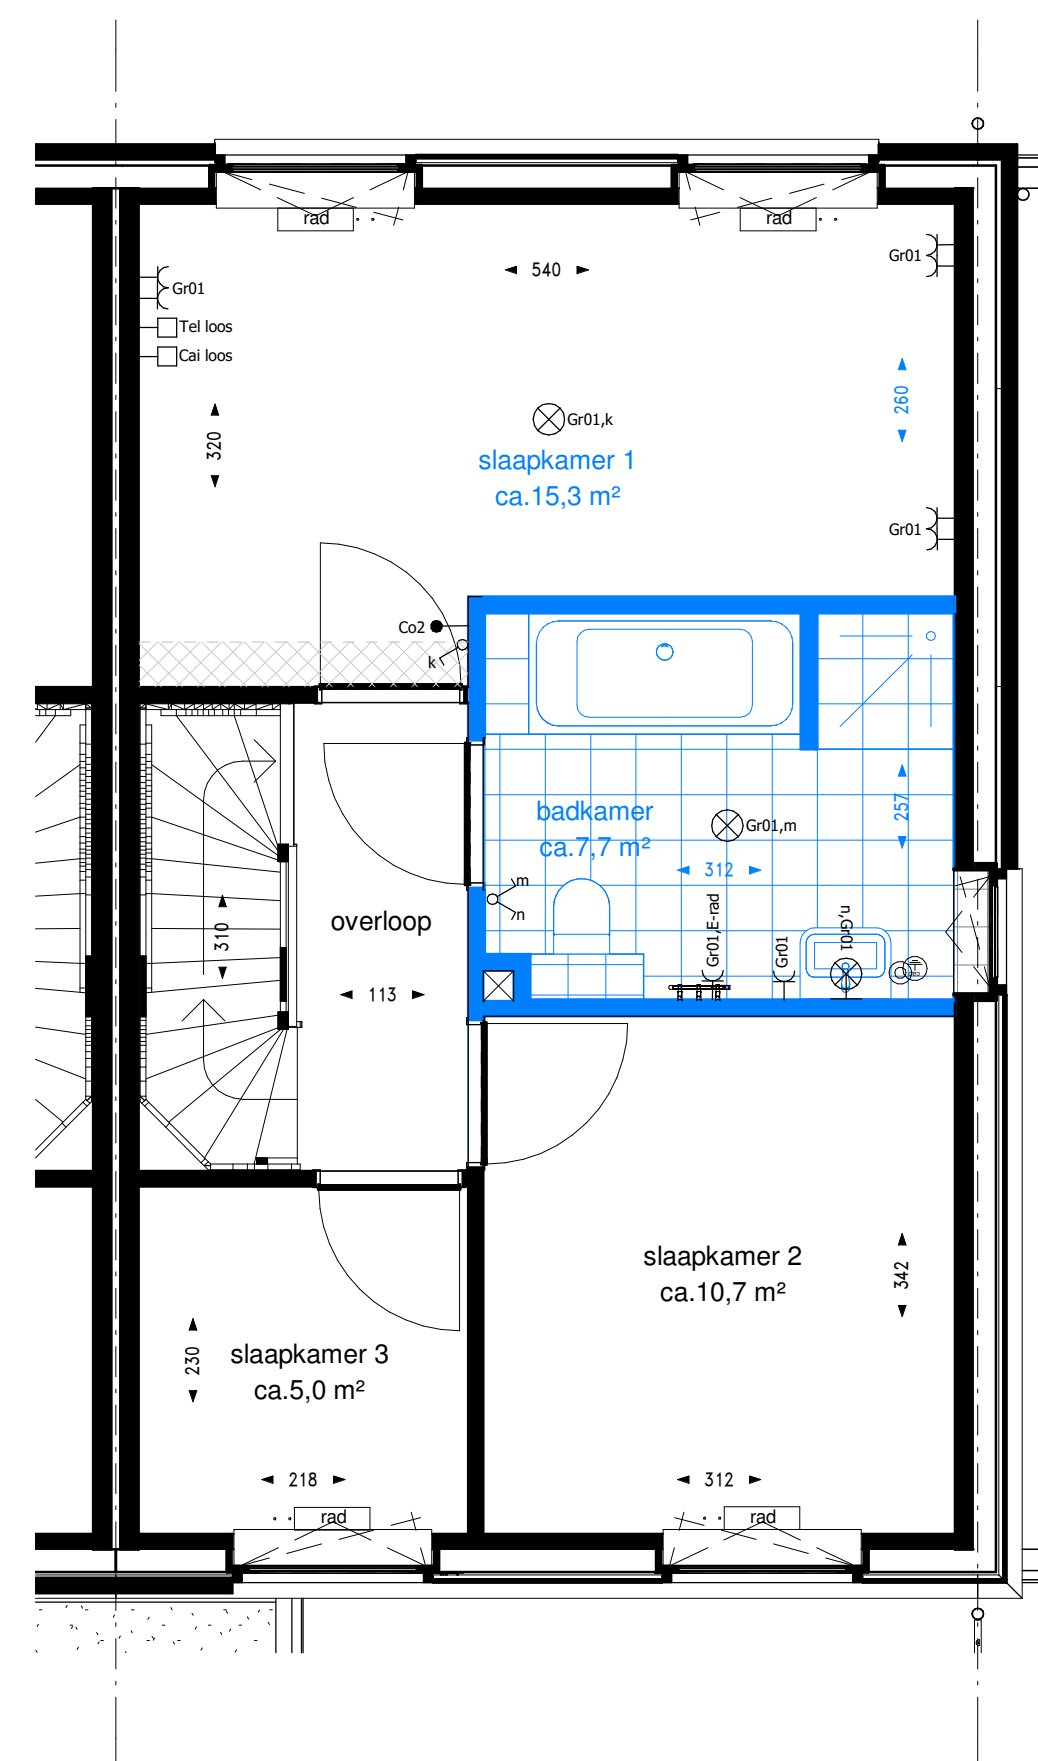 rad
rad
540
Gr01
Gr01
Tel loos
Cai loos
260
320
Gr01,k
slaapkamer 1
ca.15,3 m²
Gr01
Co2
k
badkamer
ca.7,7 m²
Gr01,m
257
312
m
n
overloop
310
113
Gr01,E-rad
Gr01
n,Gr01
slaapkamer 2
ca.10,7 m²
342
230
slaapkamer 3
ca.5,0 m²
218
312
rad
rad